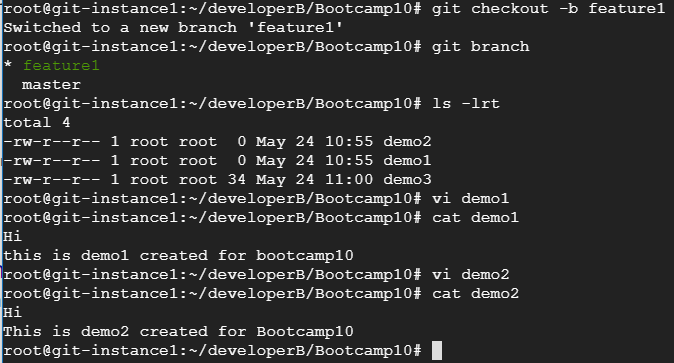 root@git-instance1:~/developerB/Bootcamp10# git checkout -b feature1
Switched to a new branch 'feature1'
root@git-instance1:~/developerB/Bootcamp10# git branch
* feature1
  master
root@git-instance1:~/developerB/Bootcamp10# ls -lrt
total 4
-rw-r--r-- 1 root root  0 May 24 10:55 demo2
-rw-r--r-- 1 root root  0 May 24 10:55 demo1
-rw-r--r-- 1 root root 34 May 24 11:00 demo3
root@git-instance1:~/developerB/Bootcamp10# vi demo1
root@git-instance1:~/developerB/Bootcamp10# cat demo1
Hi
this is demo1 created for bootcamp10
root@git-instance1:~/developerB/Bootcamp10# vi demo2
root@git-instance1:~/developerB/Bootcamp10# cat demo2
Hi
This is demo2 created for Bootcamp10
root@git-instance1:~/developerB/Bootcamp10#